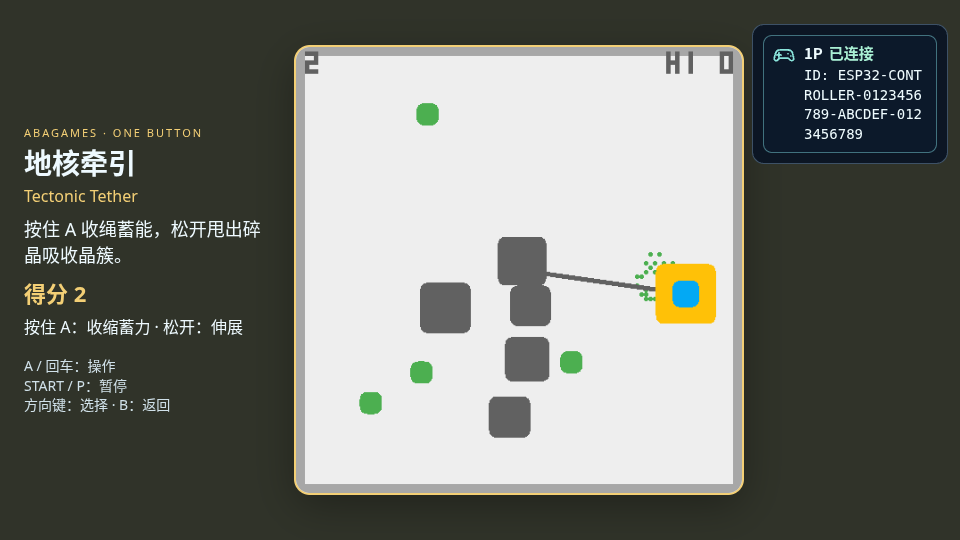 ABAGAMES · ONE BUTTON
地核牵引
Tectonic Tether
按住 A 收绳蓄能，松开甩出碎
晶吸收晶簇。
得分 2
按住 A：收缩蓄力 · 松开：伸展
A / 回车：操作
START / P：暂停
方向键：选择 · B：返回
2
HI 0
1P 已连接
ID: ESP32-CONT
ROLLER-0123456
789-ABCDEF-012
3456789